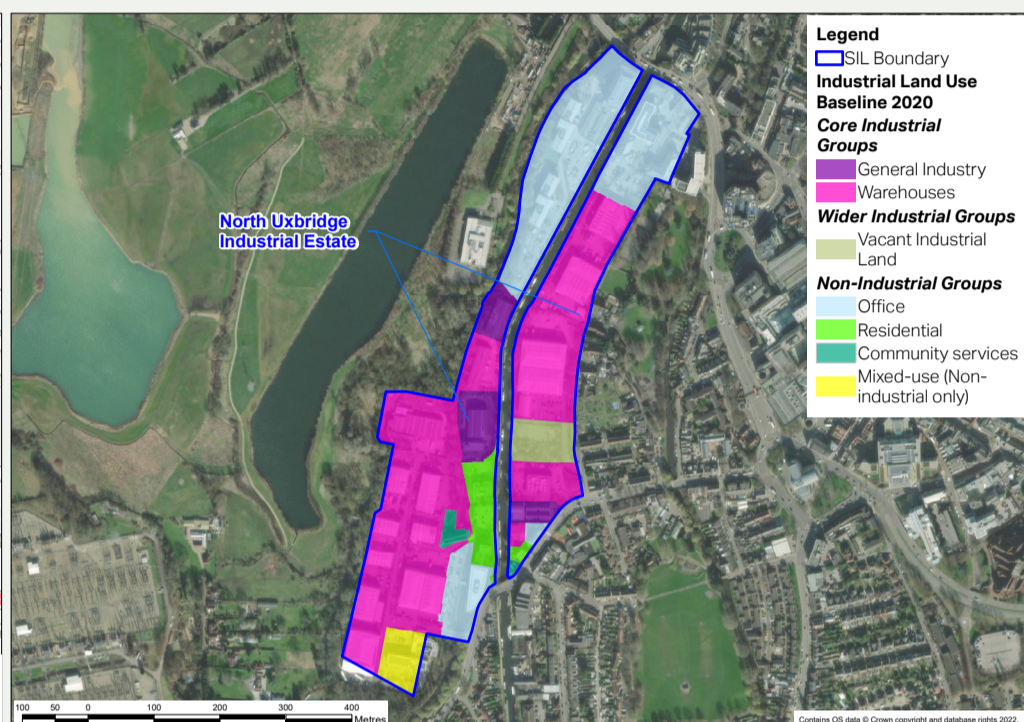 North Uxbridge
Industrial Estate
Legend
SIL Boundary
Industrial Land Use
Baseline 2020
Core Industrial
Groups
General Industry
Warehouses
Wider Industrial Groups
Vacant Industrial
Land
Non-Industrial Groups
Office
Residential
Community services
Mixed-use (Non-
industrial only)
100 50 0 100 200 300 400
Metres
Contains OS data © Crown copyright and database rights 2022.